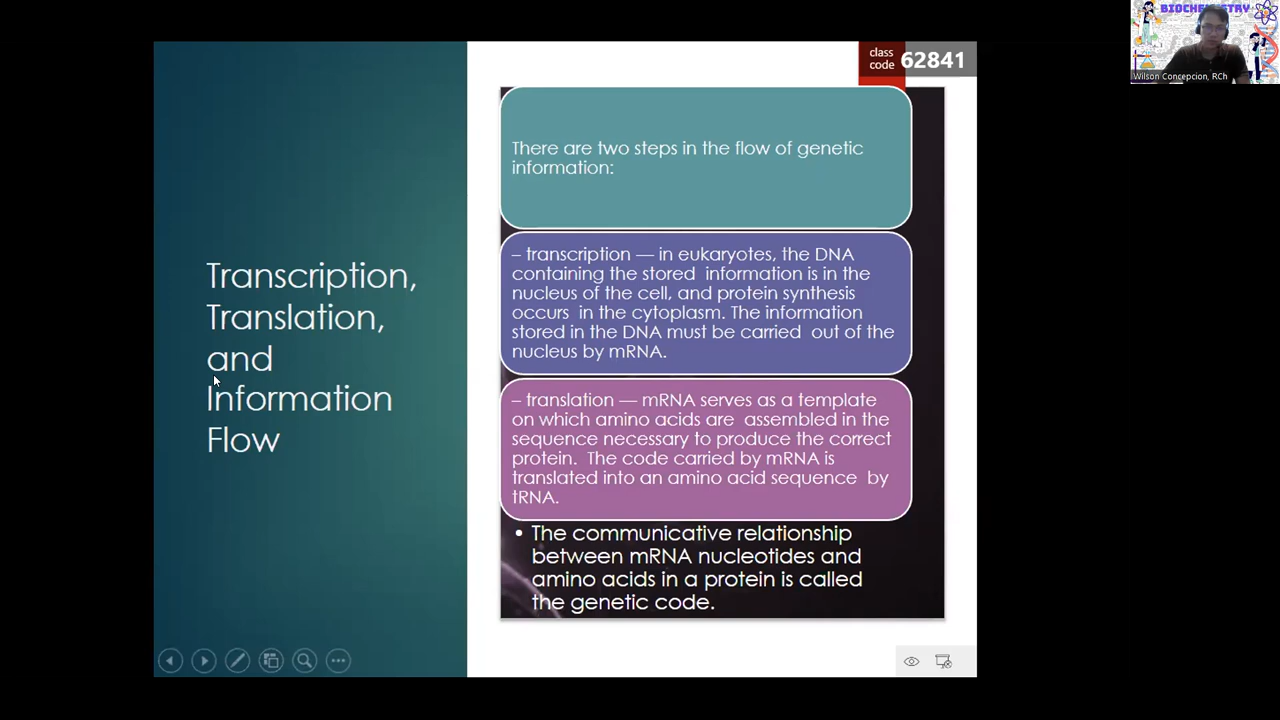 BIOCHEMISTRY
Wilson Concepcion, RCh
class
code 62841
Transcription,
Translation,
and
Information
Flow
There are two steps in the flow of genetic
information:
– transcription — in eukaryotes, the DNA
containing the stored information is in the
nucleus of the cell, and protein synthesis
occurs in the cytoplasm. The information
stored in the DNA must be carried out of the
nucleus by mRNA.
– translation — mRNA serves as a template
on which amino acids are assembled in the
sequence necessary to produce the correct
protein. The code carried by mRNA is
translated into an amino acid sequence by
tRNA.
• The communicative relationship
between mRNA nucleotides and
amino acids in a protein is called
the genetic code.